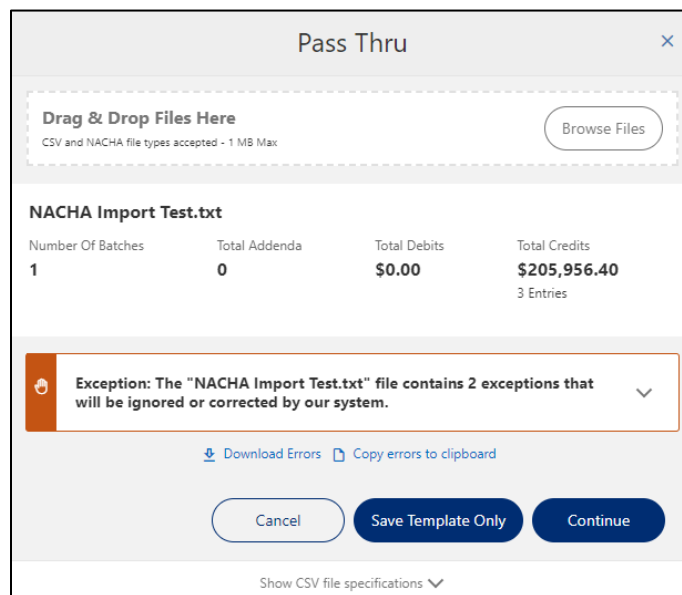 Pass Thru
Drag & Drop Files Here
CSV and NACHA file types accepted - 1 MB Max
Browse Files
NACHA Import Test.txt
Number Of Batches
Total Addenda
Total Debits
Total Credits
1
0
$0.00
$205,956.40
3 Entries
Exception: The "NACHA Import Test.txt" file contains 2 exceptions that
will be ignored or corrected by our system.
Download Errors
Copy errors to clipboard
Cancel
Save Template Only
Continue
Show CSV file specifications